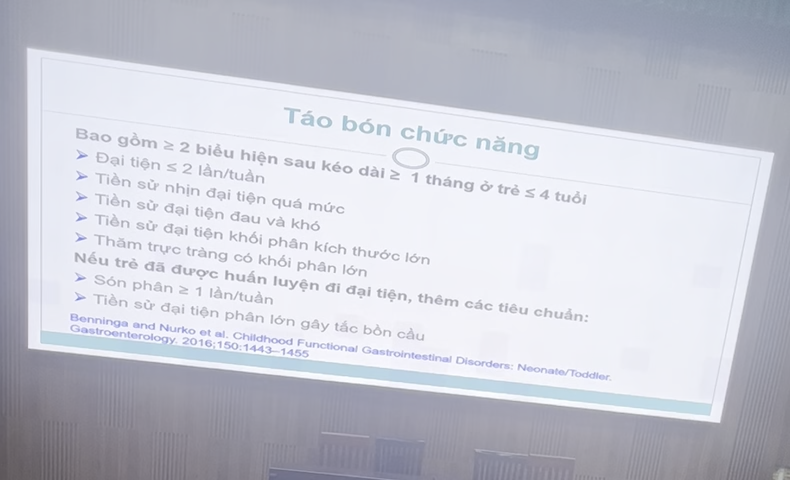 Táo bón chức năng
Bao gồm ≥ 2 biểu hiện sau kéo dài ≥ 1 tháng ở trẻ ≤ 4 tuổi
➢ Đại tiện ≤ 2 lần/tuần
➢ Tiền sử nhịn đại tiện quá mức
➢ Tiền sử đại tiện đau và khó
➢ Tiền sử đại tiện khối phân kích thước lớn
➢ Thăm trực tràng có khối phân lớn
Nếu trẻ đã được huấn luyện đi đại tiện, thêm các tiêu chuẩn:
➢ Són phân ≥ 1 lần/tuần
➢ Tiền sử đại tiện phân lớn gây tắc bồn cầu
Benninga and Nurko et al. Childhood Functional Gastrointestinal Disorders: Neonate/Toddler.
Gastroenterology. 2016;150:1443–1455